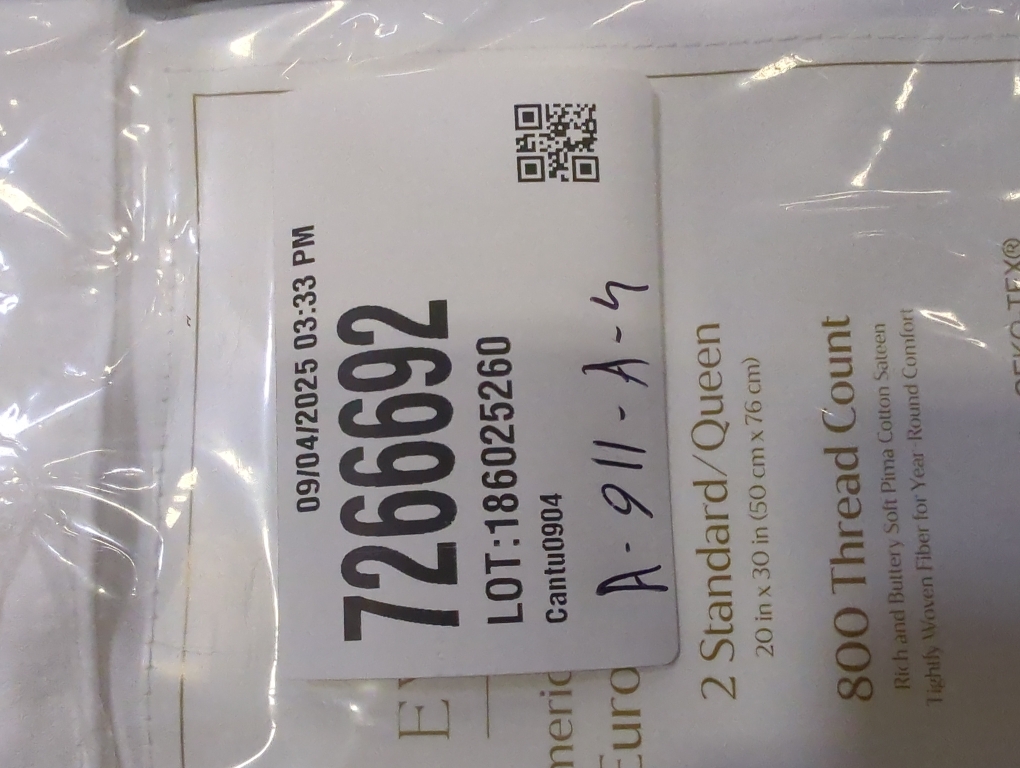 09/04/2025 03:33 PM
7266692
LOT:186025260
Cantu0904
A-911-A-4
2 Standard/Queen
20 in x 30 in (50 cm x 76 cm)
800 Thread Count
Rich and Buttery Soft Pima Cotton Sateen
Tightly Woven Fiber for Year-Round Comfort